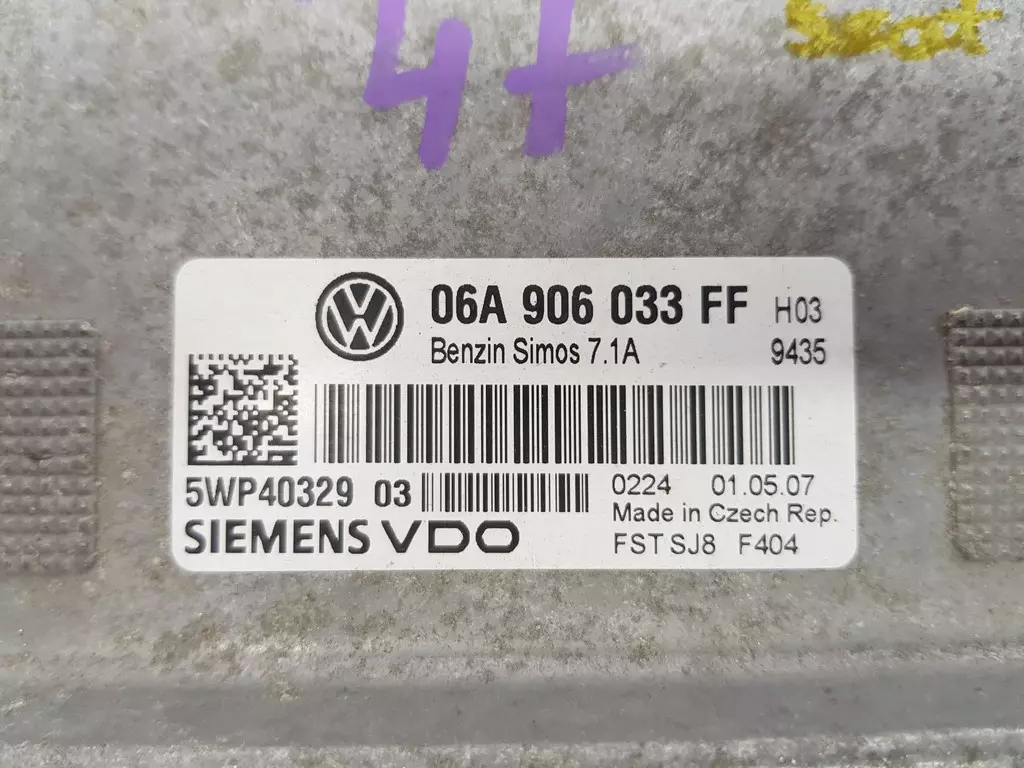 47
Seat
06A 906 033 FF H03
Benzin Simos 7.1A 9435
5WP40329 03
0224 01.05.07
Made in Czech Rep.
SIEMENS VDO
FST SJ8 F404